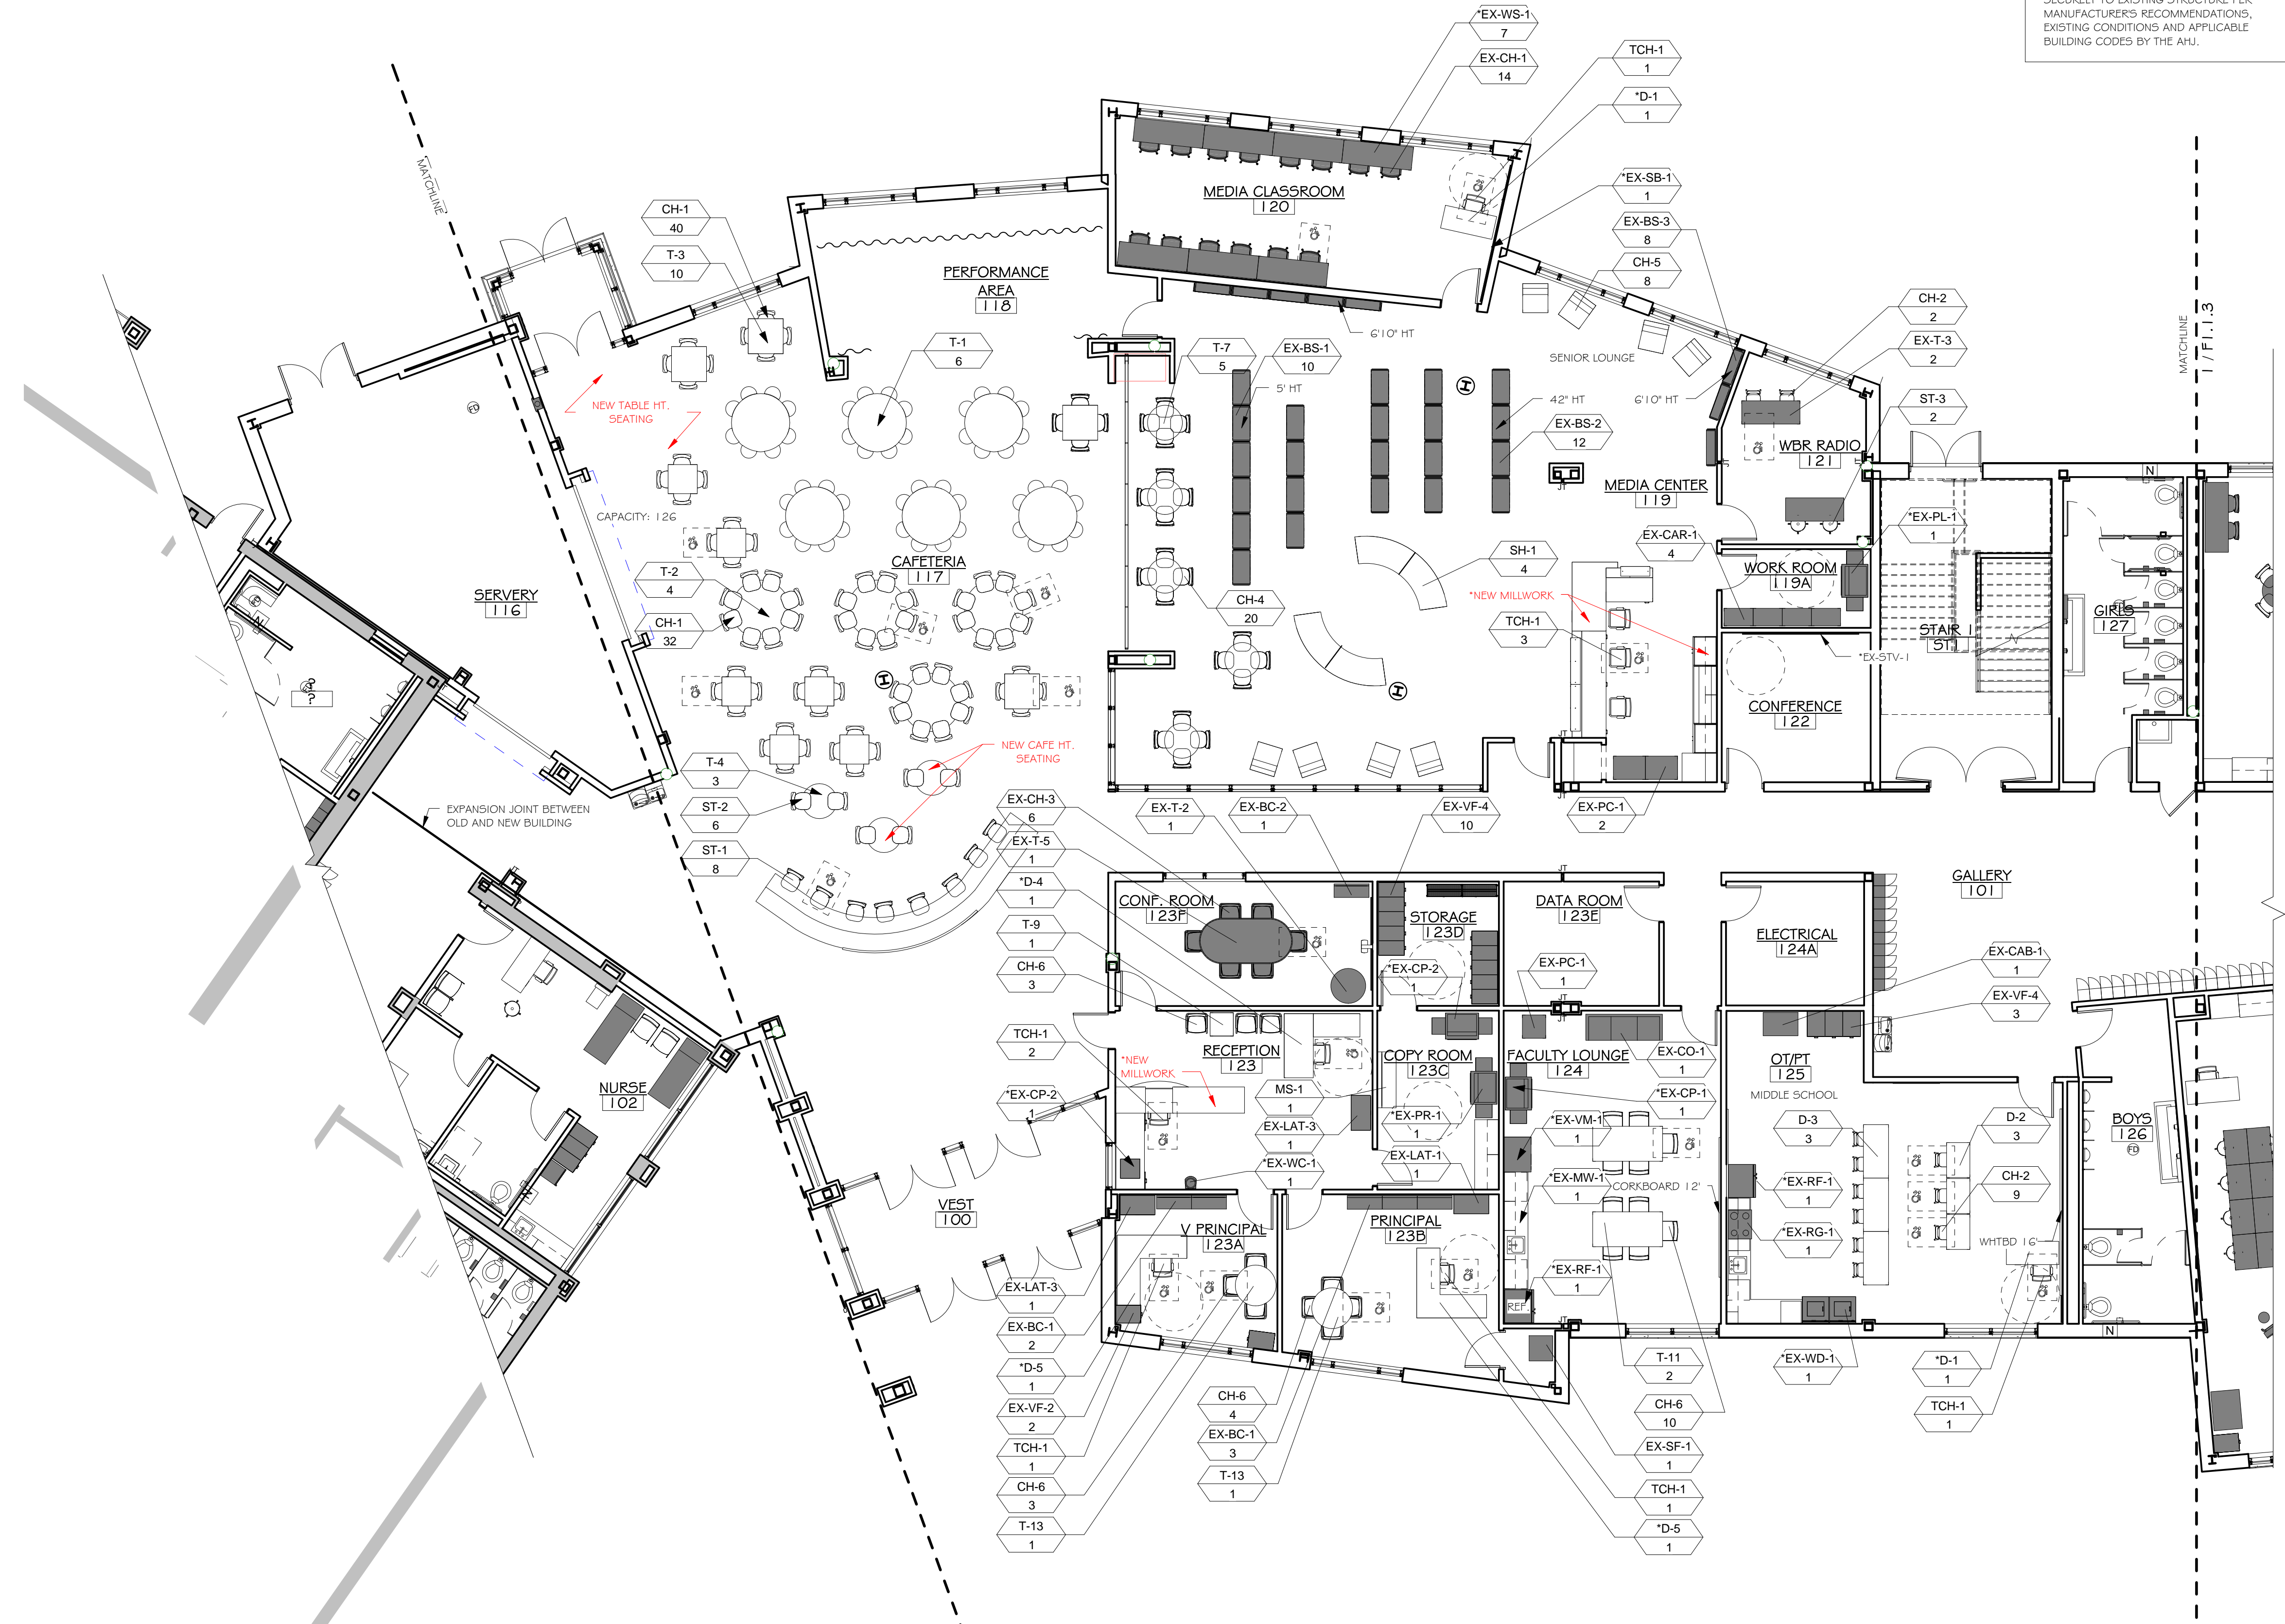 SECURELY TO EXISTING STRUCTURE PER
MANUFACTURER'S RECOMMENDATIONS,
EXISTING CONDITIONS AND APPLICABLE
BUILDING CODES BY THE AHJ.
*EX-WS-1
7
EX-CH-1
14
TCH-1
1
*D-1
1
*EX-SB-1
1
EX-BS-3
8
CH-5
8
CH-2
2
EX-T-3
2
ST-3
2
*EX-PL-1
1
MATCHLINE
MATCHLINE
1 / F1.1.3
CH-1
40
T-3
10
MEDIA CLASSROOM
120
PERFORMANCE
AREA
118
6'10" HT
SENIOR LOUNGE
6'10" HT
T-1
6
T-7
5
EX-BS-1
10
5' HT
42" HT
EX-BS-2
12
NEW TABLE HT.
SEATING
FD
WBR RADIO
121
JT
JT
JT
MEDIA CENTER
119
N
CAPACITY: 126
EX-CAR-1
4
CAFETERIA
117
T-2
4
CH-1
32
SERVERY
116
SH-1
4
CH-4
20
*NEW MILLWORK
TCH-1
3
WORK ROOM
119A
*EX-STV-1
STAIR 1
ST1
GIRLS
127
CONFERENCE
122
?
?
N
H
H
H
NEW CAFE HT.
SEATING
T-4
3
ST-2
6
ST-1
8
EXPANSION JOINT BETWEEN
OLD AND NEW BUILDING
JT
JT
JT
EX-CH-3
6
EX-T-5
1
*D-4
1
T-9
1
CH-6
3
TCH-1
2
*EX-CP-2
1
EX-T-2
1
EX-BC-2
1
EX-VF-4
10
EX-PC-1
2
CONF. ROOM
123F
STORAGE
123D
DATA ROOM
123E
ELECTRICAL
124A
GALLERY
101
JT
JT
JT
*EX-CP-2
1
EX-PC-1
1
EX-CAB-1
1
EX-VF-4
3
RECEPTION
123
*NEW
MILLWORK
COPY ROOM
123C
FACULTY LOUNGE
124
EX-CO-1
1
OT/PT
125
MIDDLE SCHOOL
NURSE
102
MS-1
1
EX-LAT-3
1
*EX-WC-1
1
*EX-PR-1
1
EX-LAT-1
1
*EX-CP-1
1
*EX-VM-1
1
*EX-MW-1
1
CORKBOARD 12'
*EX-RF-1
1
REF.
D-3
3
*EX-RF-1
1
*EX-RG-1
1
D-2
3
CH-2
9
WHTBD 16'
BOYS
126
FD
N
VEST
100
V PRINCIPAL
123A
PRINCIPAL
123B
EX-LAT-3
1
EX-BC-1
2
*D-5
1
EX-VF-2
2
TCH-1
1
CH-6
3
T-13
1
CH-6
4
EX-BC-1
3
T-13
1
T-11
2
CH-6
10
EX-SF-1
1
TCH-1
1
*D-5
1
*EX-WD-1
1
*D-1
1
TCH-1
1